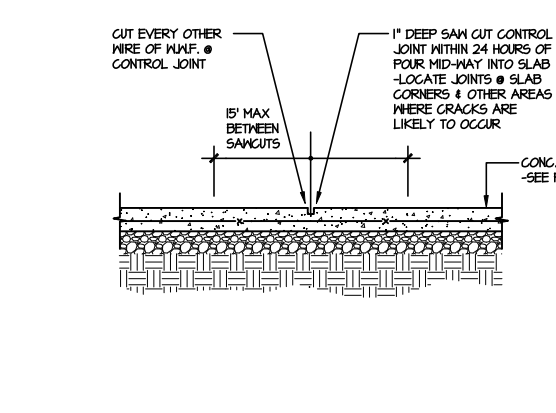 CUT EVERY OTHER
WIRE OF W.W.F. @
CONTROL JOINT
1" DEEP SAW CUT CONTROL
JOINT WITHIN 24 HOURS OF
POUR MID-WAY INTO SLAB
-LOCATE JOINTS @ SLAB
CORNERS & OTHER AREAS
WHERE CRACKS ARE
LIKELY TO OCCUR
15' MAX
BETWEEN
SAWCUTS
CONC.
-SEE